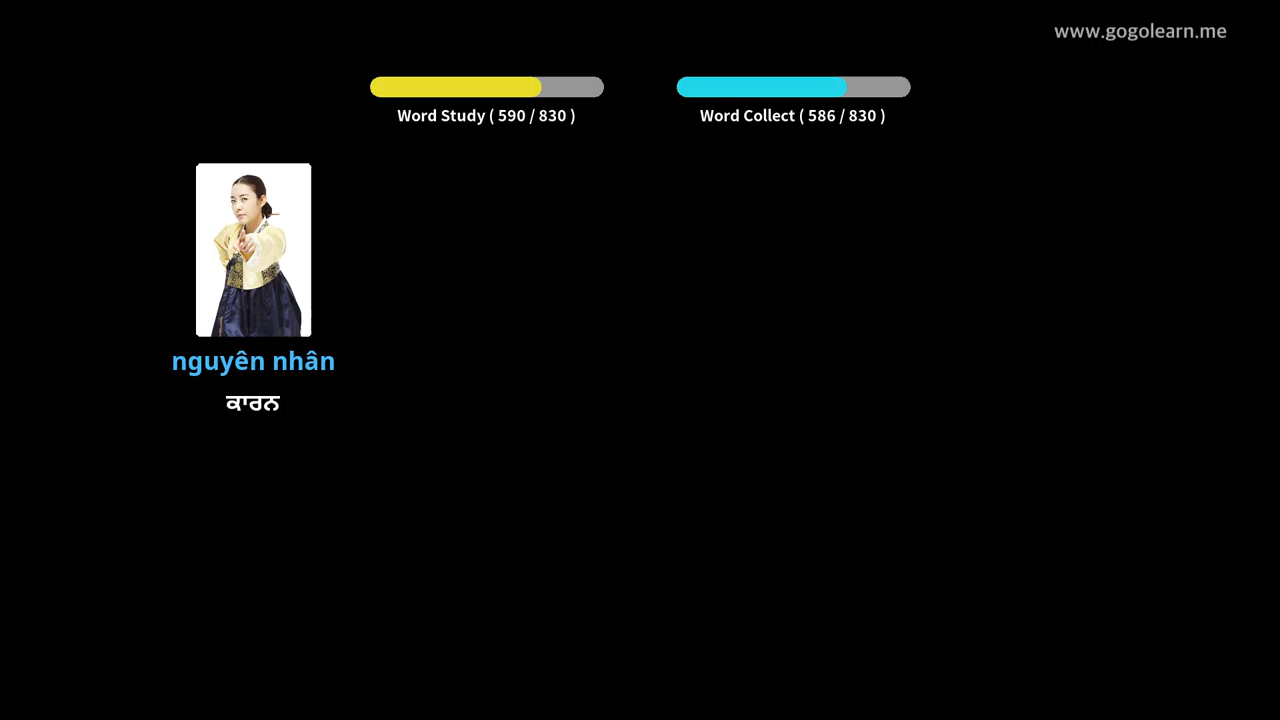 www.gogolearn.me
Word Study ( 590 / 830 )
Word Collect ( 586 / 830 )
nguyên nhân
ਕਾਰਨ